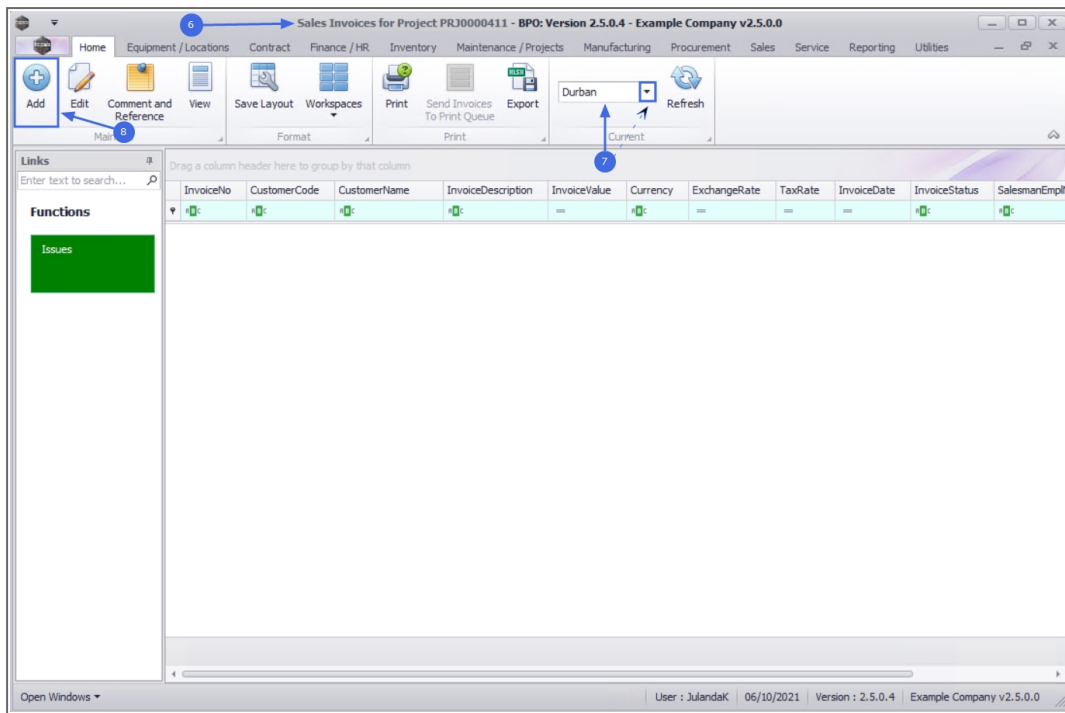 6
Sales Invoices for Project PRJ0000411 - BPO: Version 2.5.0.4 - Example Company v2.5.0.0
Home Equipment / Locations Contract Finance / HR Inventory Maintenance / Projects Manufacturing Procurement Sales Service Reporting Utilities
Add Edit Comment and Reference View Save Layout Workspaces Print Send Invoices To Print Queue Export Durban Refresh
8
Format Print Current
7
Links
Drag a column header here to group by that column
Enter text to search...
InvoiceNo CustomerCode CustomerName InvoiceDescription InvoiceValue Currency ExchangeRate TaxRate InvoiceDate InvoiceStatus
Functions
Issues
Open Windows
User : JulandaK 06/10/2021 Version : 2.5.0.4 Example Company v2.5.0.0